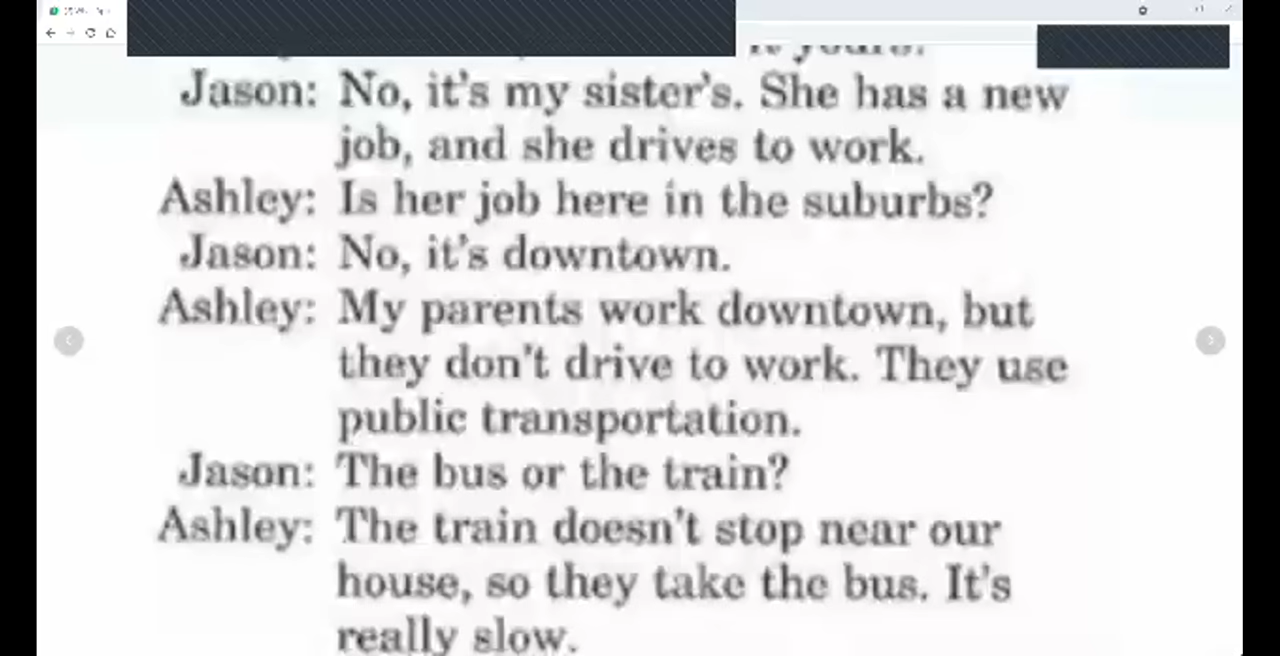 yours?
Jason: No, it's my sister's. She has a new
job, and she drives to work.
Ashley: Is her job here in the suburbs?
Jason: No, it's downtown.
Ashley: My parents work downtown, but
they don't drive to work. They use
public transportation.
Jason: The bus or the train?
Ashley: The train doesn't stop near our
house, so they take the bus. It's
really slow.